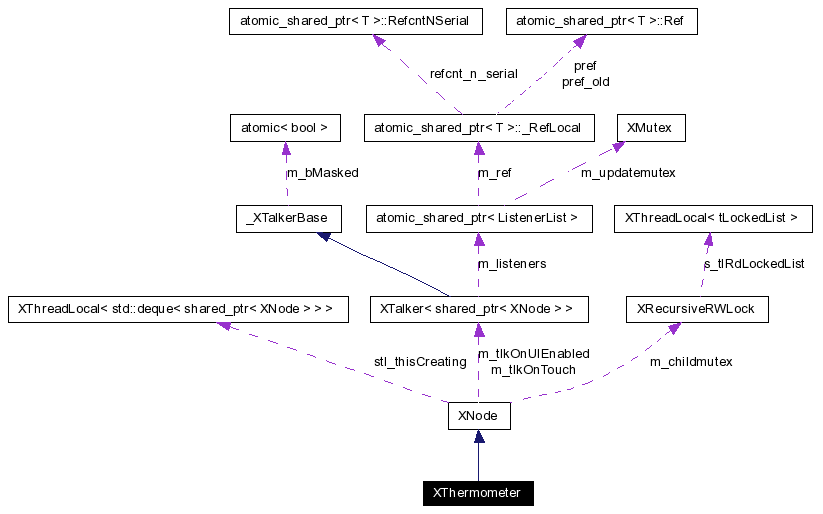 atomic_shared_ptr< T >::RefcntNSerial
atomic_shared_ptr< T >::Ref
refcnt_n_serial
pref
pref_old
atomic< bool >
atomic_shared_ptr< T >::_RefLocal
XMutex
m_bMasked
m_ref
m_updatemutex
_XTalkerBase
atomic_shared_ptr< ListenerList >
XThreadLocal< tLockedList >
m_listeners
s_tlRdLockedList
XThreadLocal< std::deque< shared_ptr< XNode > > >
XTalker< shared_ptr< XNode > >
XRecursiveRWLock
stl_thisCreating
m_tlkOnUIEnabled
m_tlkOnTouch
m_childmutex
XNode
XThermometer